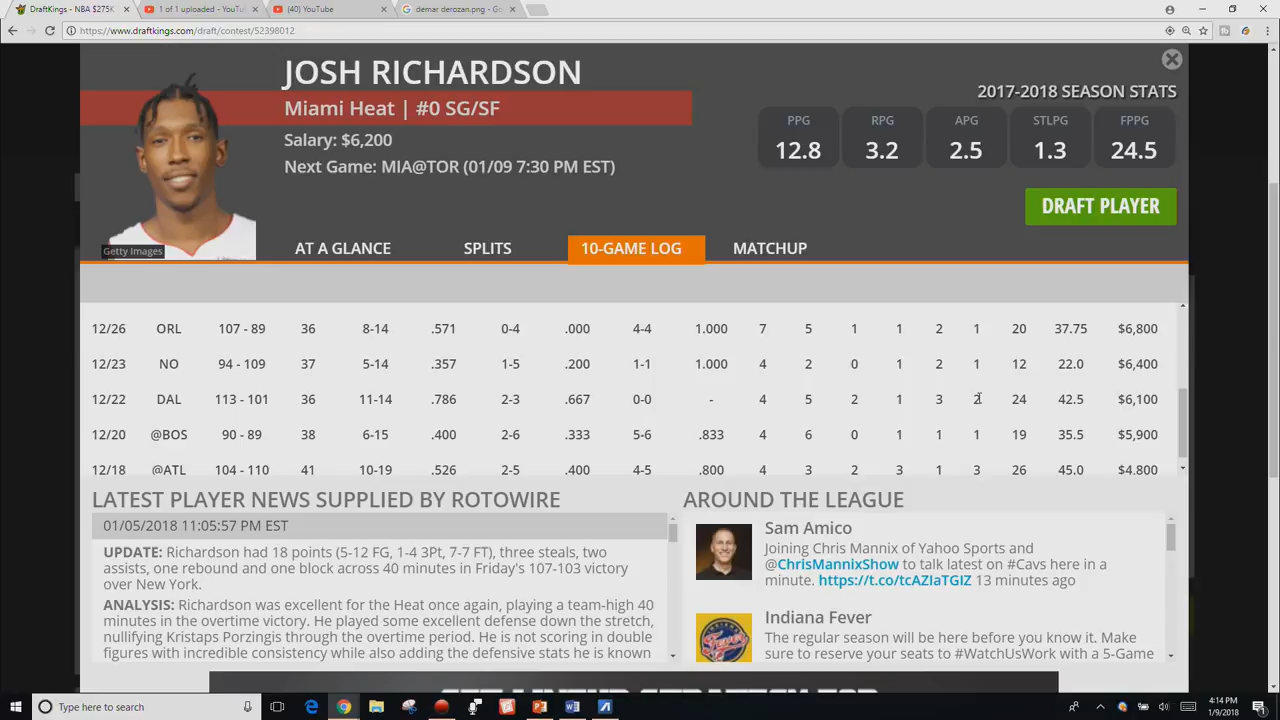 DraftKings - NBA $275K
1 of 1 uploaded - YouTu
(40) YouTube
demar derozan.png - Go
https://www.draftkings.com/draft/contest/52398012
JOSH RICHARDSON
Miami Heat | #0 SG/SF
Salary: $6,200
Next Game: MIA@TOR (01/09 7:30 PM EST)
Getty Images
2017-2018 SEASON STATS
PPG RPG APG STLPG FPPG
12.8 3.2 2.5 1.3 24.5
DRAFT PLAYER
AT A GLANCE SPLITS 10-GAME LOG MATCHUP
12/26 ORL 107 - 89 36 8-14 .571 0-4 .000 4-4 1.000 7 5 1 1 2 1 20 37.75 $6,800
12/23 NO 94 - 109 37 5-14 .357 1-5 .200 1-1 1.000 4 2 0 1 2 1 12 22.0 $6,400
12/22 DAL 113 - 101 36 11-14 .786 2-3 .667 0-0 - 4 5 2 1 3 2 24 42.5 $6,100
12/20 @BOS 90 - 89 38 6-15 .400 2-6 .333 5-6 .833 4 6 0 1 1 1 19 35.5 $5,900
12/18 @ATL 104 - 110 41 10-19 .526 2-5 .400 4-5 .800 4 3 2 3 1 3 26 45.0 $4,800
LATEST PLAYER NEWS SUPPLIED BY ROTOWIRE
01/05/2018 11:05:57 PM EST
UPDATE: Richardson had 18 points (5-12 FG, 1-4 3Pt, 7-7 FT), three steals, two
assists, one rebound and one block across 40 minutes in Friday's 107-103 victory
over New York.
ANALYSIS: Richardson was excellent for the Heat once again, playing a team-high 40
minutes in the overtime victory. He played some excellent defense down the stretch,
nullifying Kristaps Porzingis through the overtime period. He is not scoring in double
figures with incredible consistency while also adding the defensive stats he is known
AROUND THE LEAGUE
Sam Amico
Joining Chris Mannix of Yahoo Sports and
@ChrisMannixShow to talk latest on #Cavs here in a
minute. https://t.co/tcAZIaTGIZ 13 minutes ago
Indiana Fever
The regular season will be here before you know it. Make
sure to reserve your seats to #WatchUsWork with a 5-Game
Type here to search
4:14 PM
1/9/2018